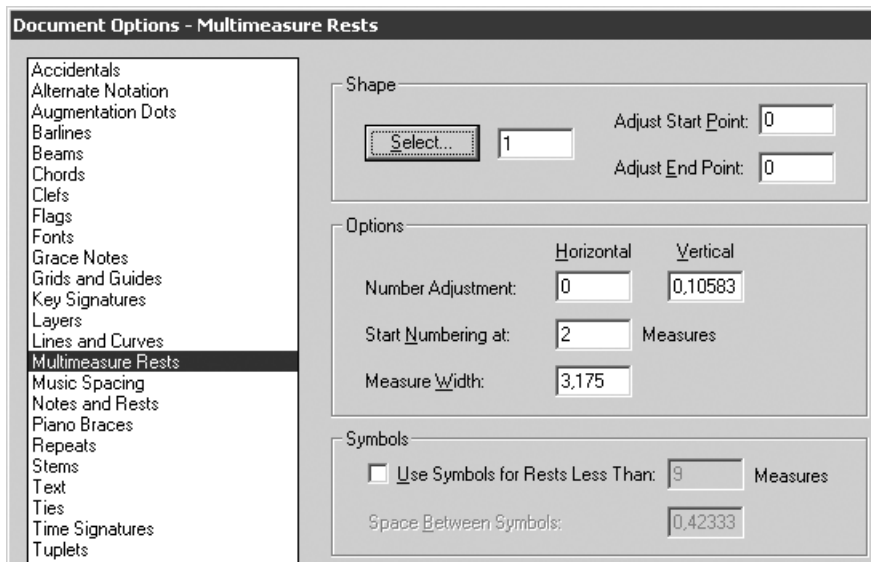 Document Options - Multimeasure Rests
Accidentals
Alternate Notation
Augmentation Dots
Barlines
Beams
Chords
Clefs
Flags
Fonts
Grace Notes
Grids and Guides
Key Signatures
Layers
Lines and Curves
Multimeasure Rests
Music Spacing
Notes and Rests
Piano Braces
Repeats
Stems
Text
Ties
Time Signatures
Tuplets
Shape
Select... 1 Adjust Start Point: 0
Adjust End Point: 0
Options
Horizontal Vertical
Number Adjustment: 0 0,10583
Start Numbering at: 2 Measures
Measure Width: 3,175
Symbols
Use Symbols for Rests Less Than: 9 Measures
Space Between Symbols: 0,42333